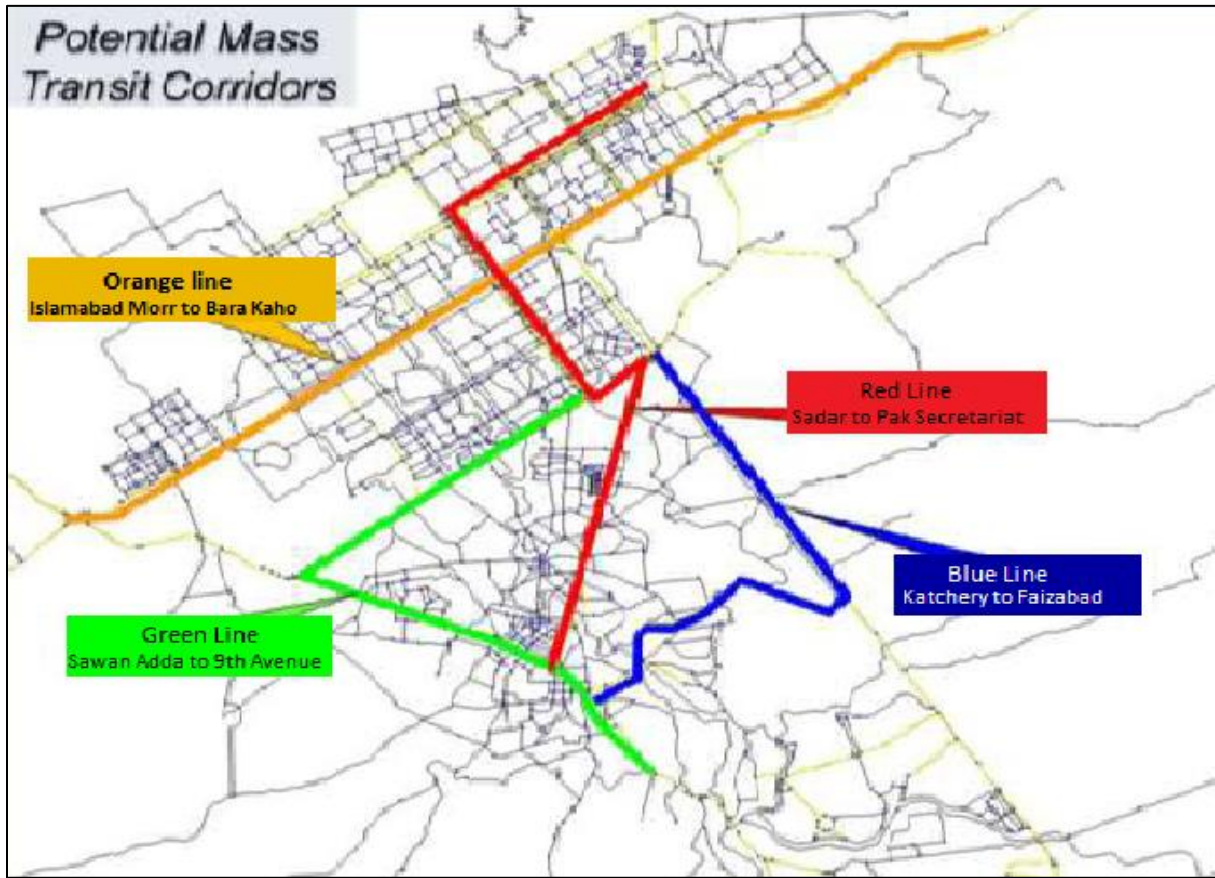 Potential Mass
Transit Corridors
Orange line
Islamabad Morr to Bara Kaho
Red Line
Sadar to Pak Secretariat
Blue Line
Katchery to Faizabad
Green Line
Sawan Adda to 9th Avenue